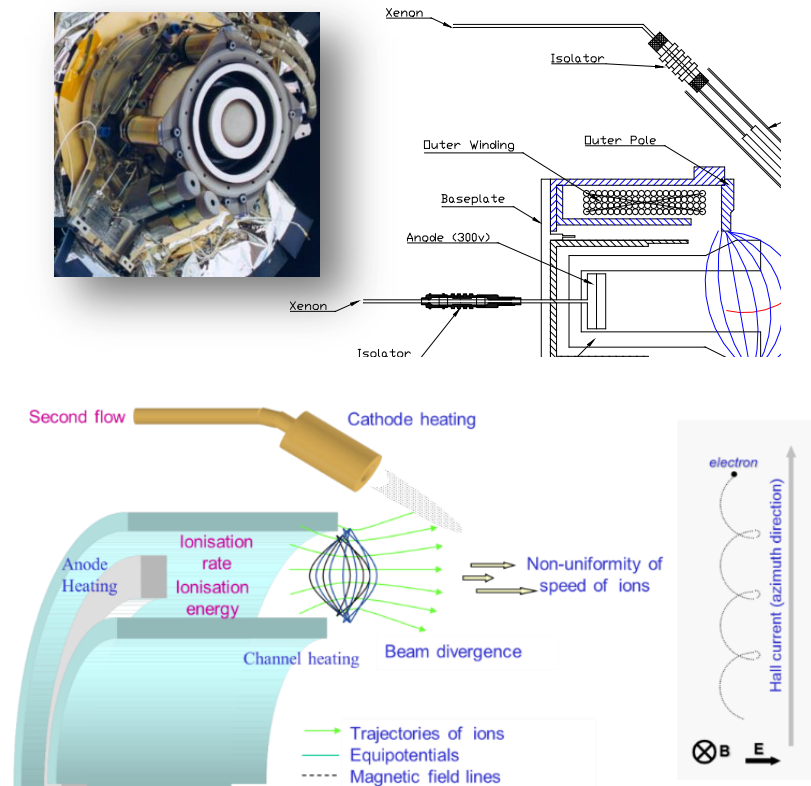 Xenon
Isolator
Outer Winding
Outer Pole
Baseplate
Anode (300v)
Xenon
Isolator
Second flow
Cathode heating
Ionisation
rate
Ionisation
energy
Anode
Heating
Channel heating
Beam divergence
Non-uniformity of
speed of ions
Trajectories of ions
Equipotentials
Magnetic field lines
electron
Hall current (azimuth direction)
B
E